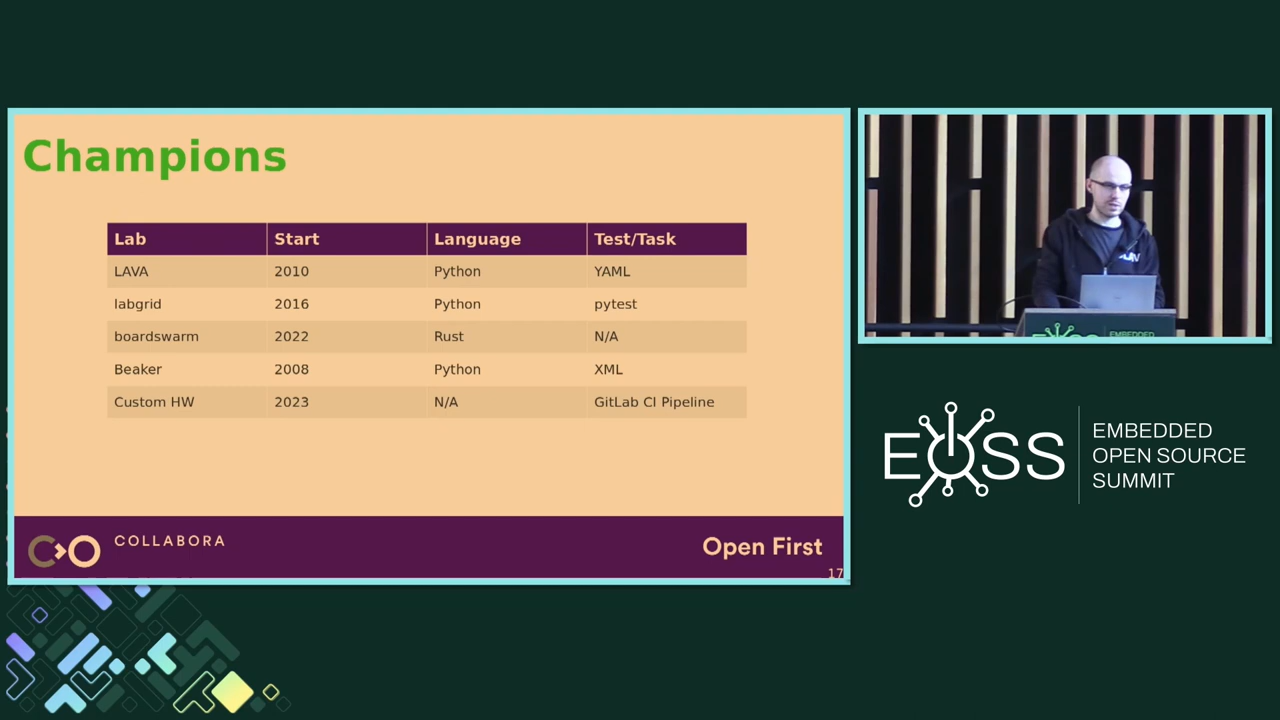 Champions
Lab Start Language Test/Task
LAVA 2010 Python YAML
labgrid 2016 Python pytest
boardswarm 2022 Rust N/A
Beaker 2008 Python XML
Custom HW 2023 N/A GitLab CI Pipeline
COLLABORA
Open First
17
EMBEDDED
EOSS
EMBEDDED
OPEN SOURCE
SUMMIT